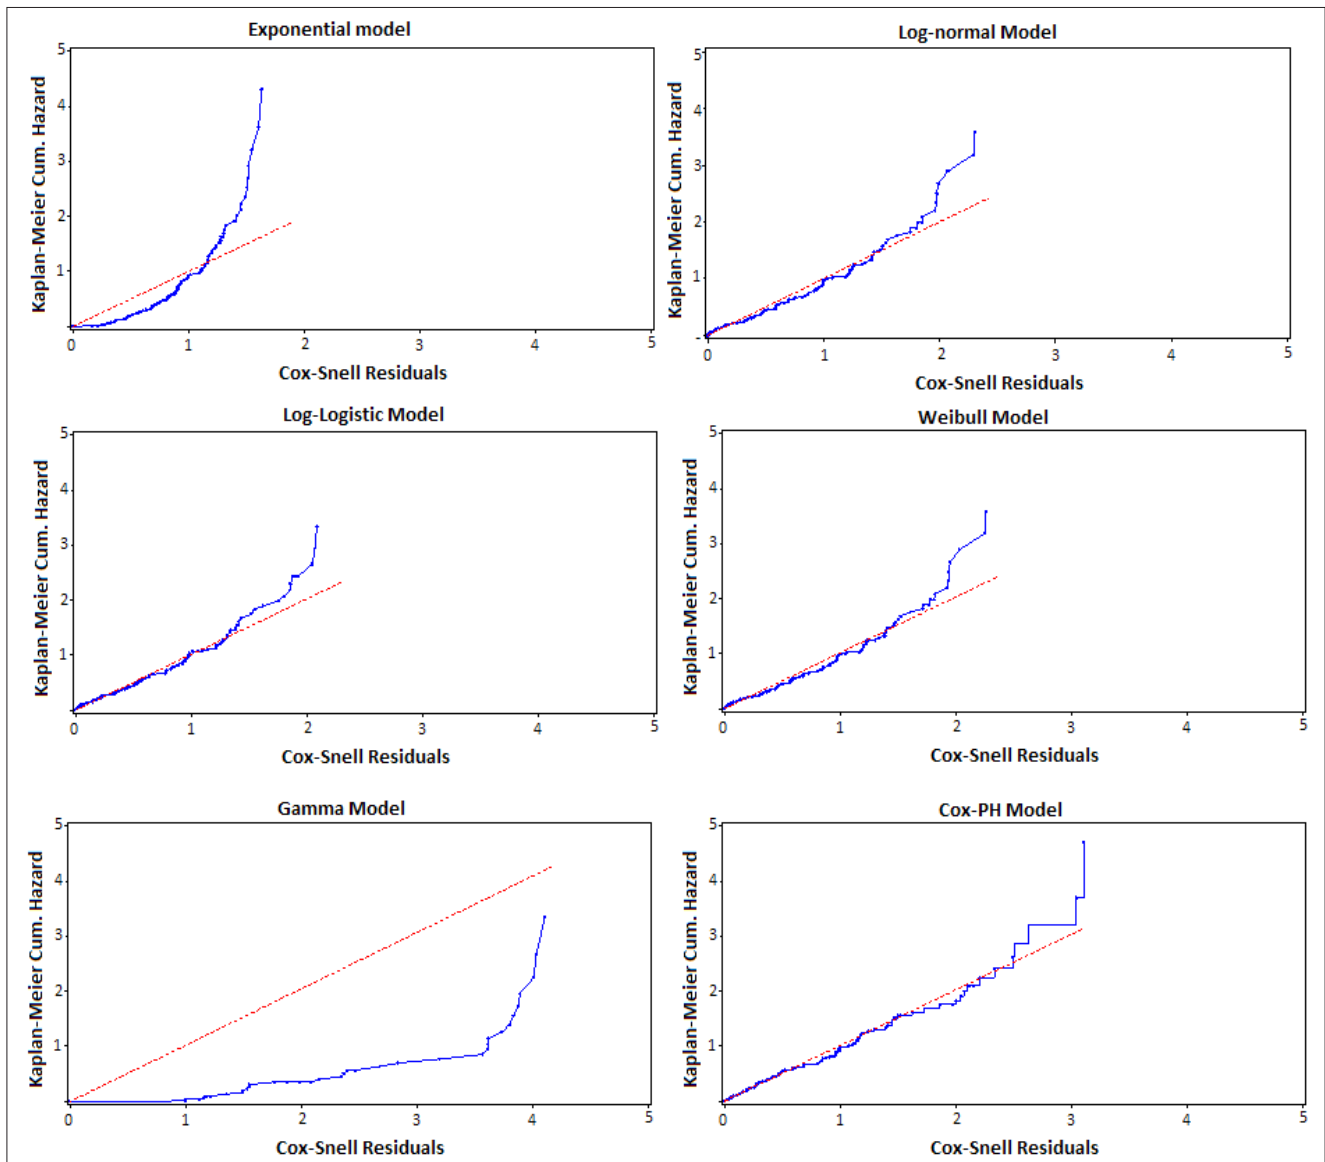 Exponential model
Kaplan-Meier Cum. Hazard
5
4
3
2
1
0 1 2 3 4 5
Cox-Snell Residuals
Log-normal Model
Kaplan-Meier Cum. Hazard
5
4
3
2
1
-
0 1 2 3 4 5
Cox-Snell Residuals
Log-Logistic Model
Kaplan-Meier Cum. Hazard
5
4
3
2
1
0 1 2 3 4 5
Cox-Snell Residuals
Weibull Model
Kaplan-Meier Cum. Hazard
5
4
3
2
1
0 1 2 3 4 5
Cox-Snell Residuals
Gamma Model
Kaplan-Meier Cum. Hazard
5
4
3
2
1
0 1 2 3 4 5
Cox-Snell Residuals
Cox-PH Model
Kaplan-Meier Cum. Hazard
5
4
3
2
1
0 1 2 3 4 5
Cox-Snell Residuals